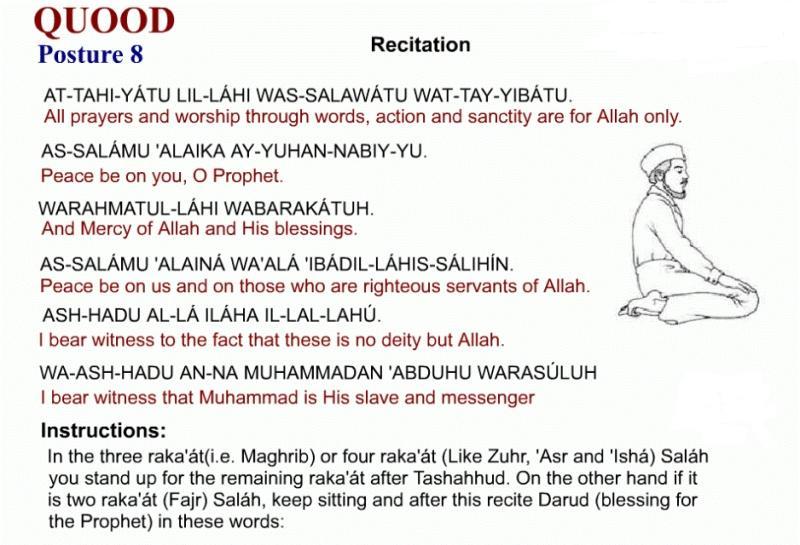 QUOOD
Posture 8
Recitation
AT-TAHI-YÁTU LIL-LÁHI WAS-SALAWÁTU WAT-TAY-YIBÁTU.
All prayers and worship through words, action and sanctity are for Allah only.
AS-SALÁMU 'ALAIKA AY-YUHAN-NABIY-YU.
Peace be on you, O Prophet.
WARAHMATUL-LÁHI WABARAKÁTUH.
And Mercy of Allah and His blessings.
AS-SALÁMU 'ALAINÁ WA'ALÁ 'IBÁDIL-LÁHIS-SÁLIHÍN.
Peace be on us and on those who are righteous servants of Allah.
ASH-HADU AL-LÁ ILÁHA IL-LAL-LAHÚ.
I bear witness to the fact that these is no deity but Allah.
WA-ASH-HADU AN-NA MUHAMMADAN 'ABDUHU WARASÚLUH
I bear witness that Muhammad is His slave and messenger
Instructions:
In the three raka'át(i.e. Maghrib) or four raka'át (Like Zuhr, 'Asr and 'Ishá) Saláh
you stand up for the remaining raka'át after Tashahhud. On the other hand if it
is two raka'át (Fajr) Saláh, keep sitting and after this recite Darud (blessing for
the Prophet) in these words: